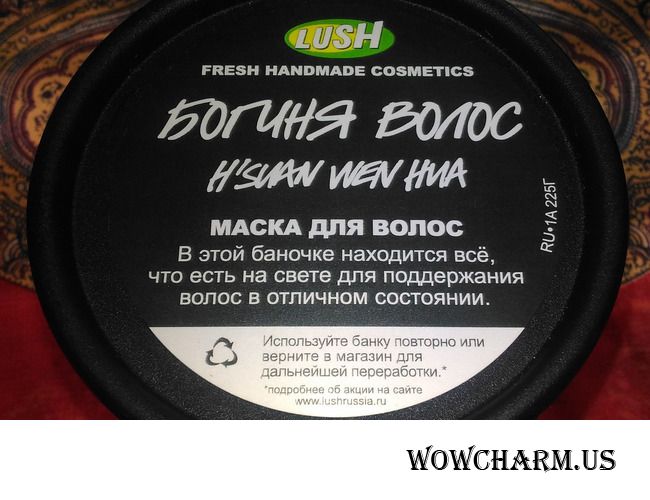 LUSH
FRESH HANDMADE COSMETICS
БОГИНЯ ВОЛОС
H'SUAN WEN HUA
МАСКА ДЛЯ ВОЛОС
В этой баночке находится всё,
что есть на свете для поддержания
волос в отличном состоянии.
RU•1A 225Г
Используйте банку повторно или
верните в магазин для
дальнейшей переработки.*
*подробнее об акции на сайте
www.lushrussia.ru
WOWCHARM.US